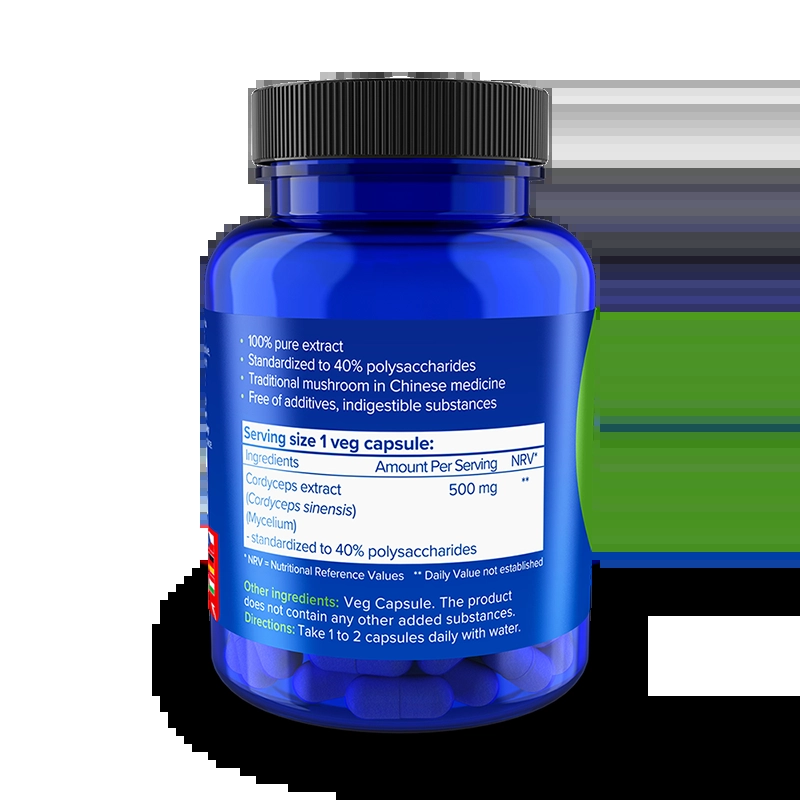 • 100% pure extract
• Standardized to 40% polysaccharides
• Traditional mushroom in Chinese medicine
• Free of additives, indigestible substances
Serving size 1 veg capsule:
Ingredients Amount Per Serving NRV*
Cordyceps extract 500 mg **
(Cordyceps sinensis)
(Mycelium)
- standardized to 40% polysaccharides
* NRV = Nutritional Reference Values ** Daily Value not established
Other ingredients: Veg Capsule. The product
does not contain any other added substances.
Directions: Take 1 to 2 capsules daily with water.